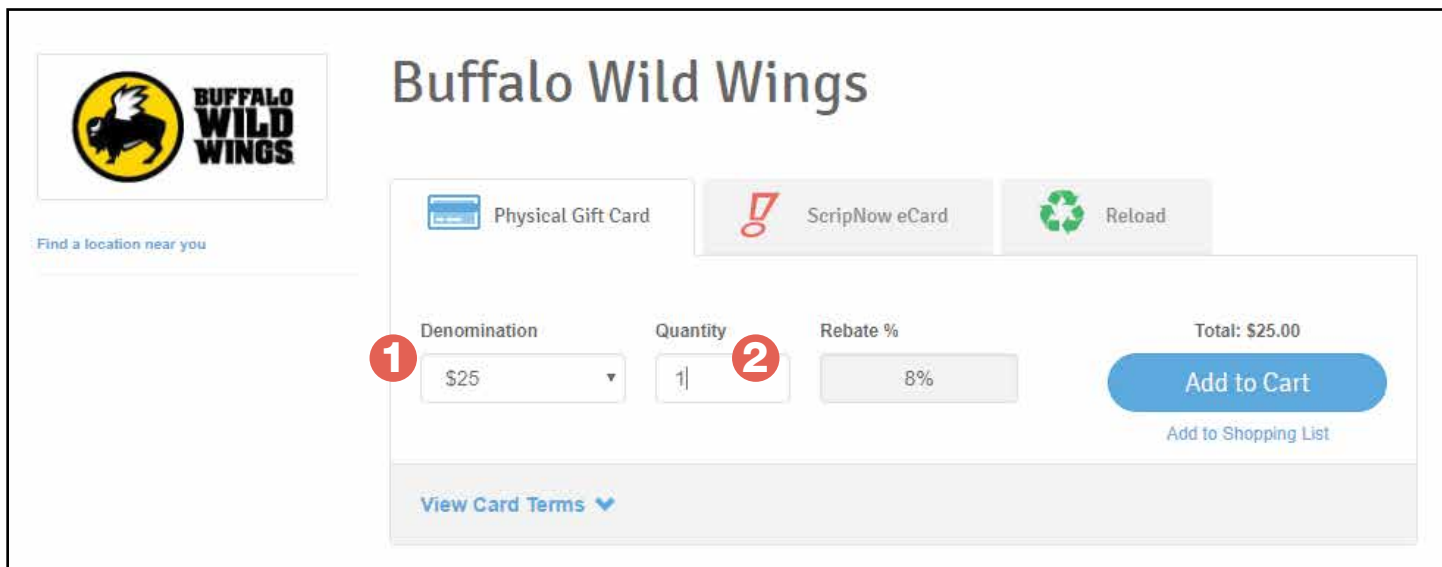 BUFFALO
WILD
WINGS
Find a location near you
Buffalo Wild Wings
Physical Gift Card
ScripNow eCard
Reload
Denomination
Quantity
Rebate %
Total: $25.00
1
$25
1
2
8%
Add to Cart
Add to Shopping List
View Card Terms